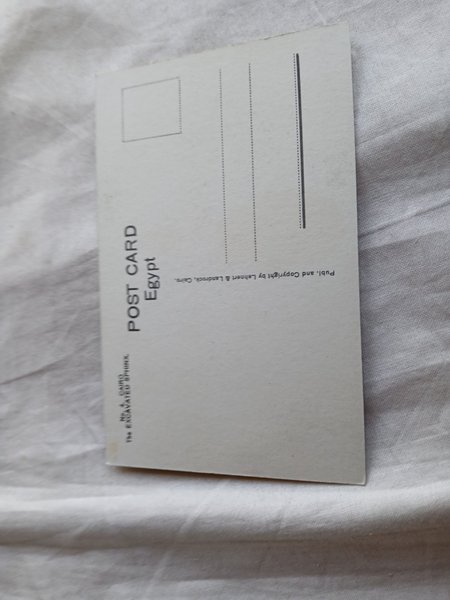 No 4. CAIRO
The EXCAVATED SPHINX.
POST CARD
Egypt
Publ. and Copyright by Lehnert & Landrock, Cairo.